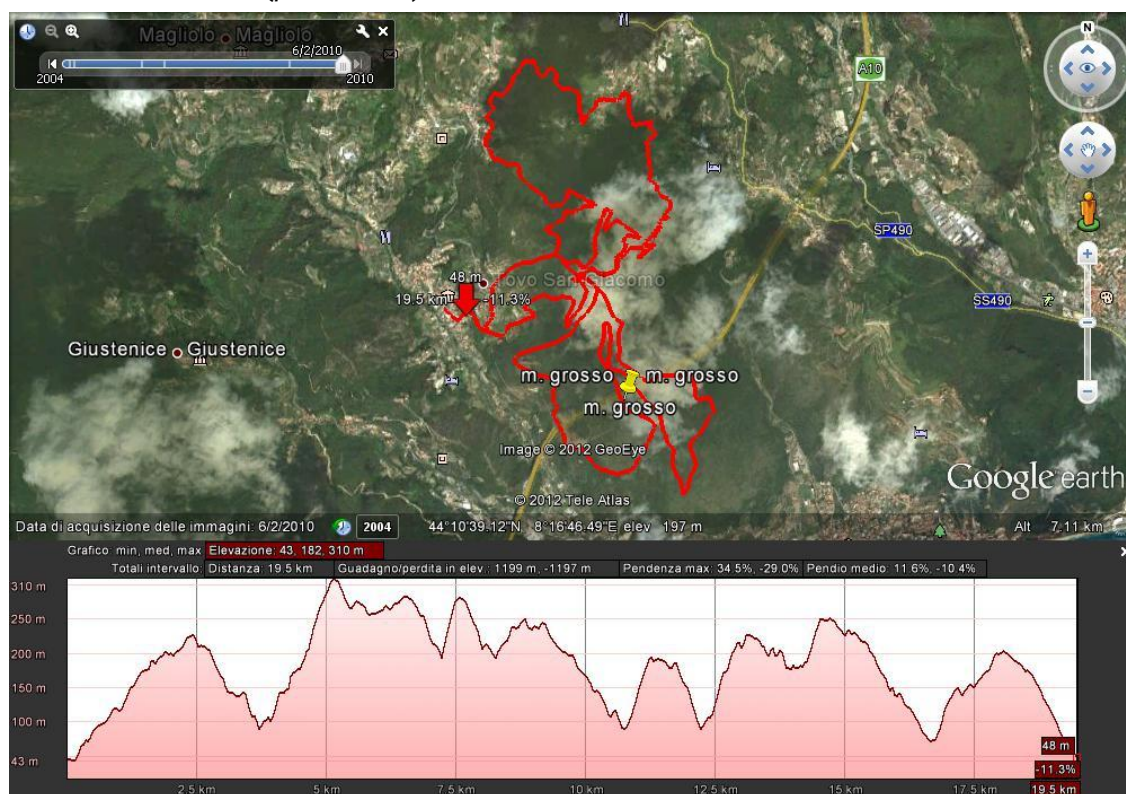 Magliolo Magliolo
6/2/2010
2004 2010
N
A10
SP490
48 m
Tovo San Giacomo
19.5 km -11.3%
SS490
Giustenice Giustenice
m. grosso m. grosso
m. grosso
Image © 2012 GeoEye
Google earth
© 2012 Tele Atlas
Data di acquisizione delle immagini: 6/2/2010 2004 44°10'39.12"N 8°16'46.49"E elev 197 m Alt 7.11 km
Grafico: min, med, max Elevazione: 43, 182, 310 m
Totali intervallo: Distanza: 19.5 km Guadagno/perdita in elev.: 1199 m, -1197 m Pendenza max: 34.5%, -29.0% Pendio medio: 11.6%, -10.4%
310 m
250 m
200 m
150 m
100 m
48 m
43 m
-11.3%
2.5 km 5 km 7.5 km 10 km 12.5 km 15 km 17.5 km 19.5 km